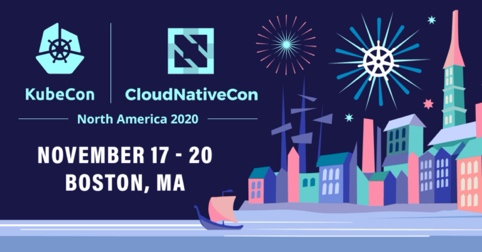 KubeCon
CloudNativeCon
North America 2020
NOVEMBER 17 - 20
BOSTON, MA